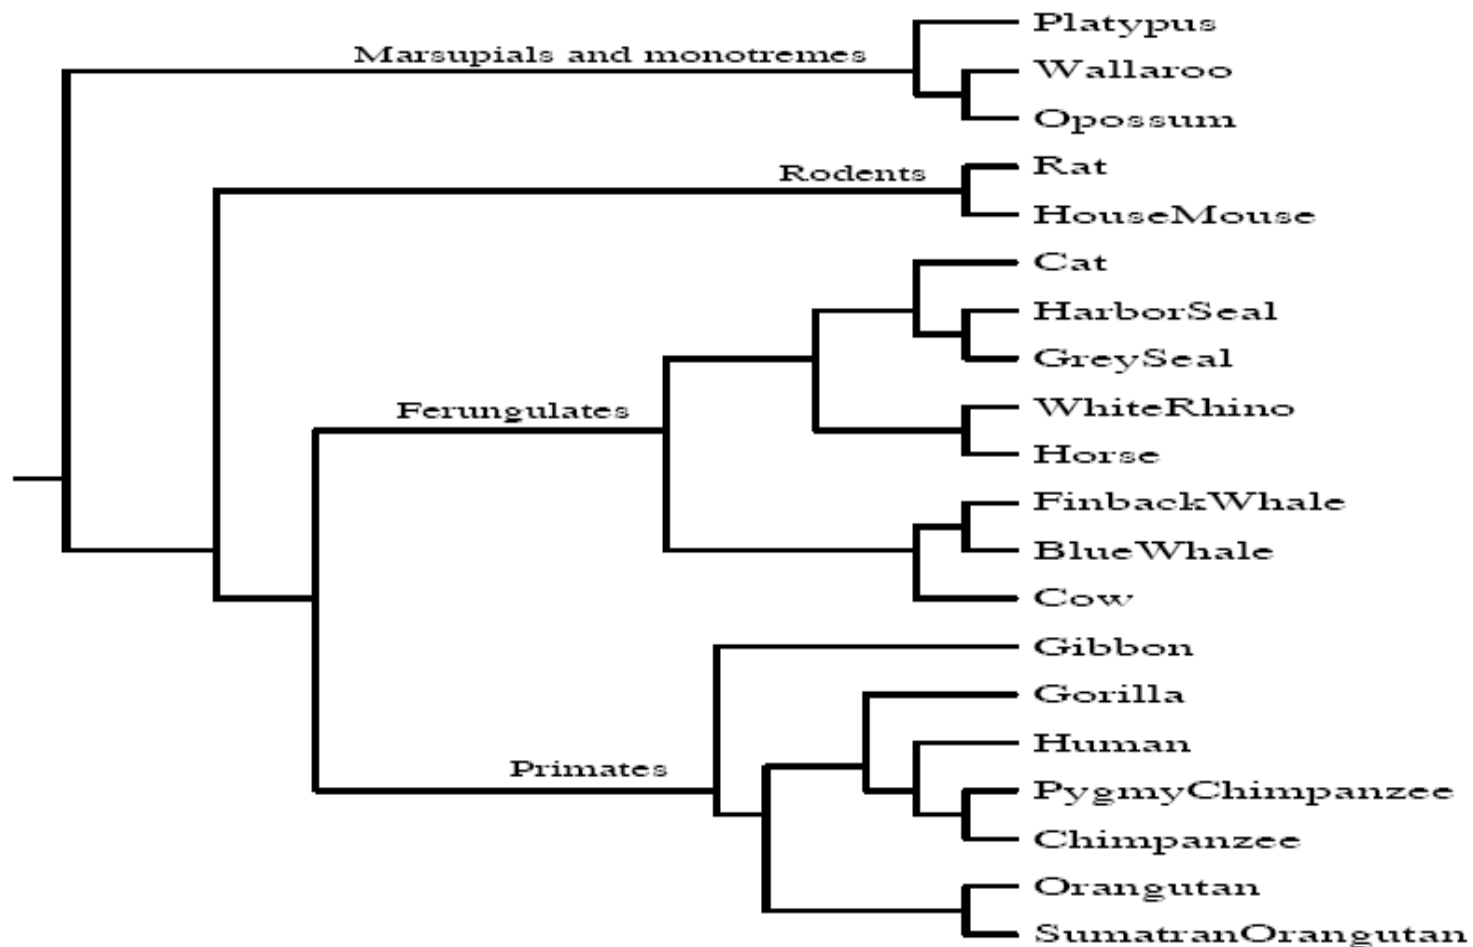 Platypus
Marsupials and monotremes
Wallaroo
Opossum
Rat
Rodents
HouseMouse
Cat
HarborSeal
GreySeal
WhiteRhino
Ferungulates
Horse
FinbackWhale
BlueWhale
Cow
Gibbon
Gorilla
Human
Primates
PygmyChimpanzee
Chimpanzee
Orangutan
SumatranOrangutan